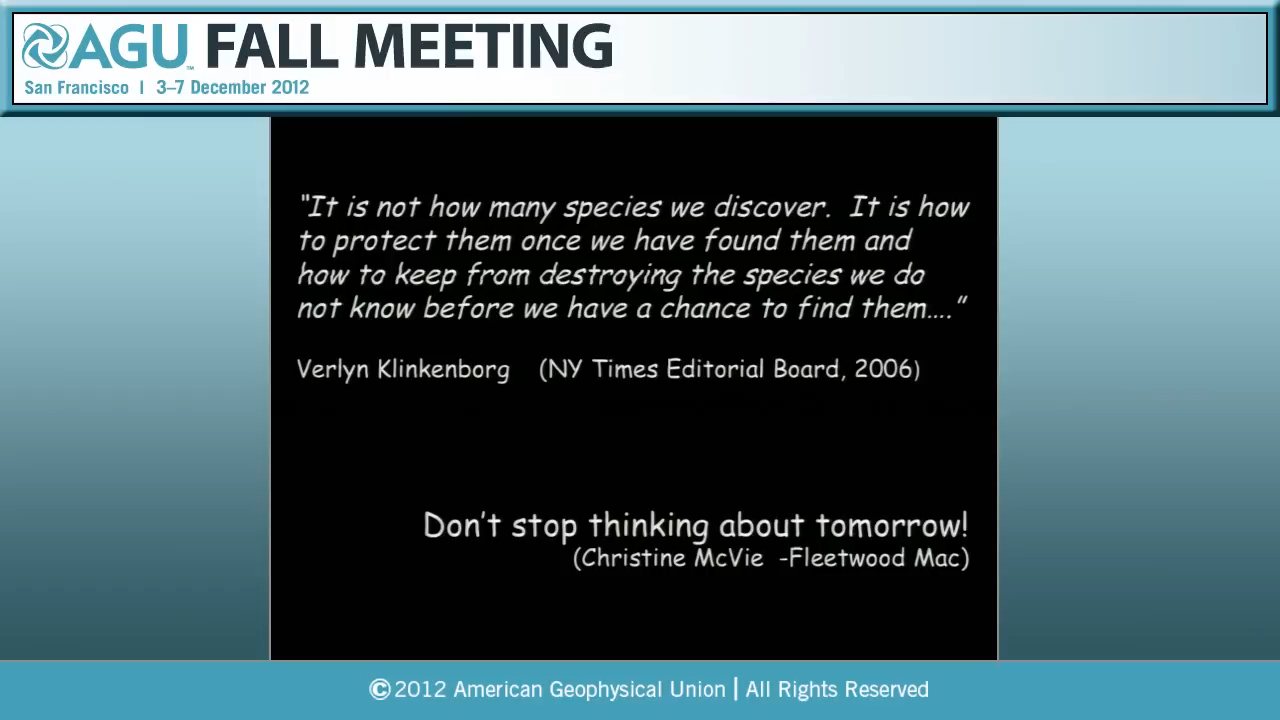 AGU™ FALL MEETING
San Francisco | 3–7 December 2012
"It is not how many species we discover. It is how
to protect them once we have found them and
how to keep from destroying the species we do
not know before we have a chance to find them…."
Verlyn Klinkenborg (NY Times Editorial Board, 2006)
Don't stop thinking about tomorrow!
(Christine McVie -Fleetwood Mac)
©2012 American Geophysical Union | All Rights Reserved